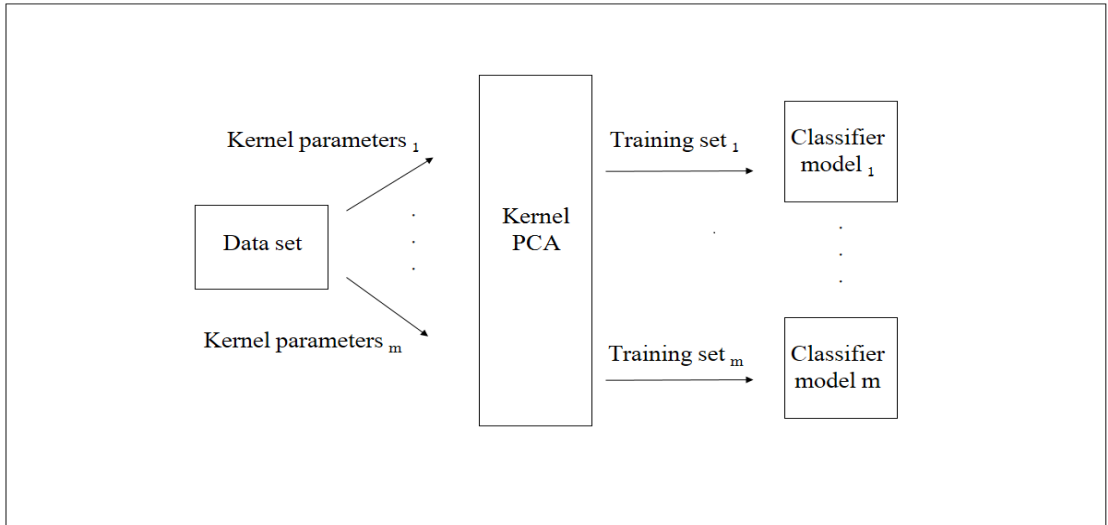 Kernel parameters 1
Training set 1
Classifier
model 1
Data set
Kernel
PCA
Kernel parameters m
Training set m
Classifier
model m